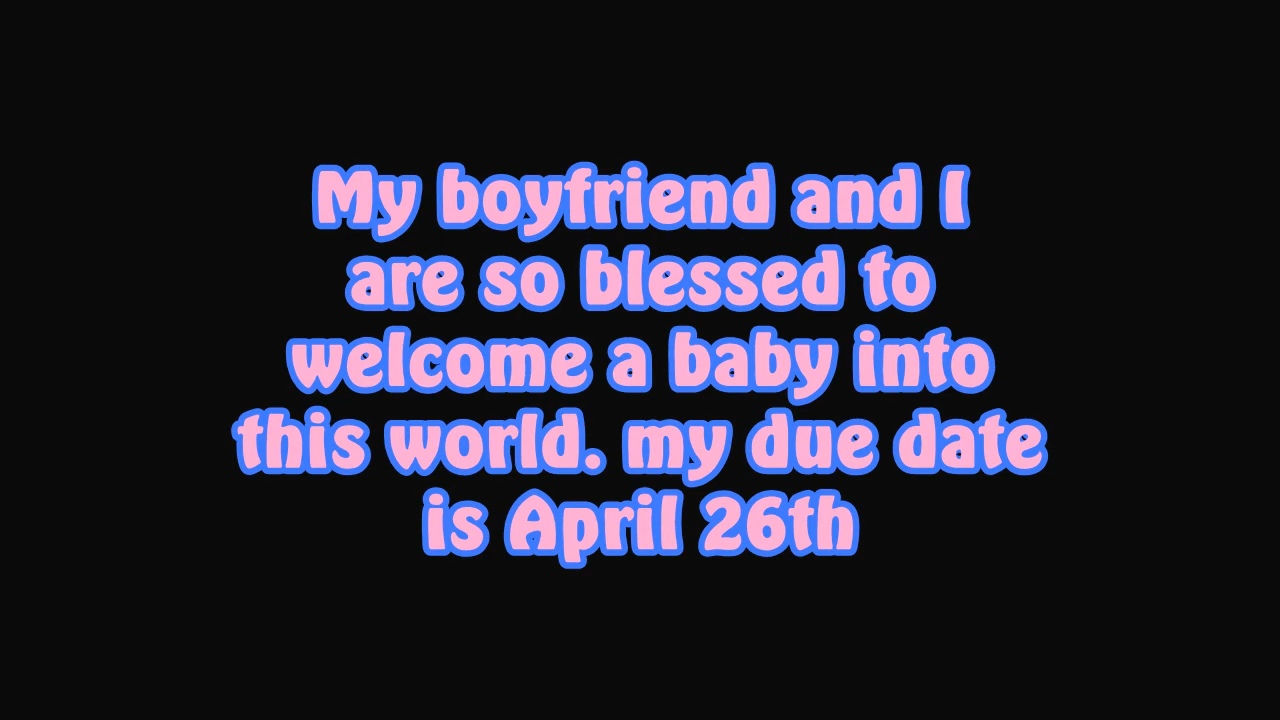 My boyfriend and I
are so blessed to
welcome a baby into
this world. my due date
is April 26th